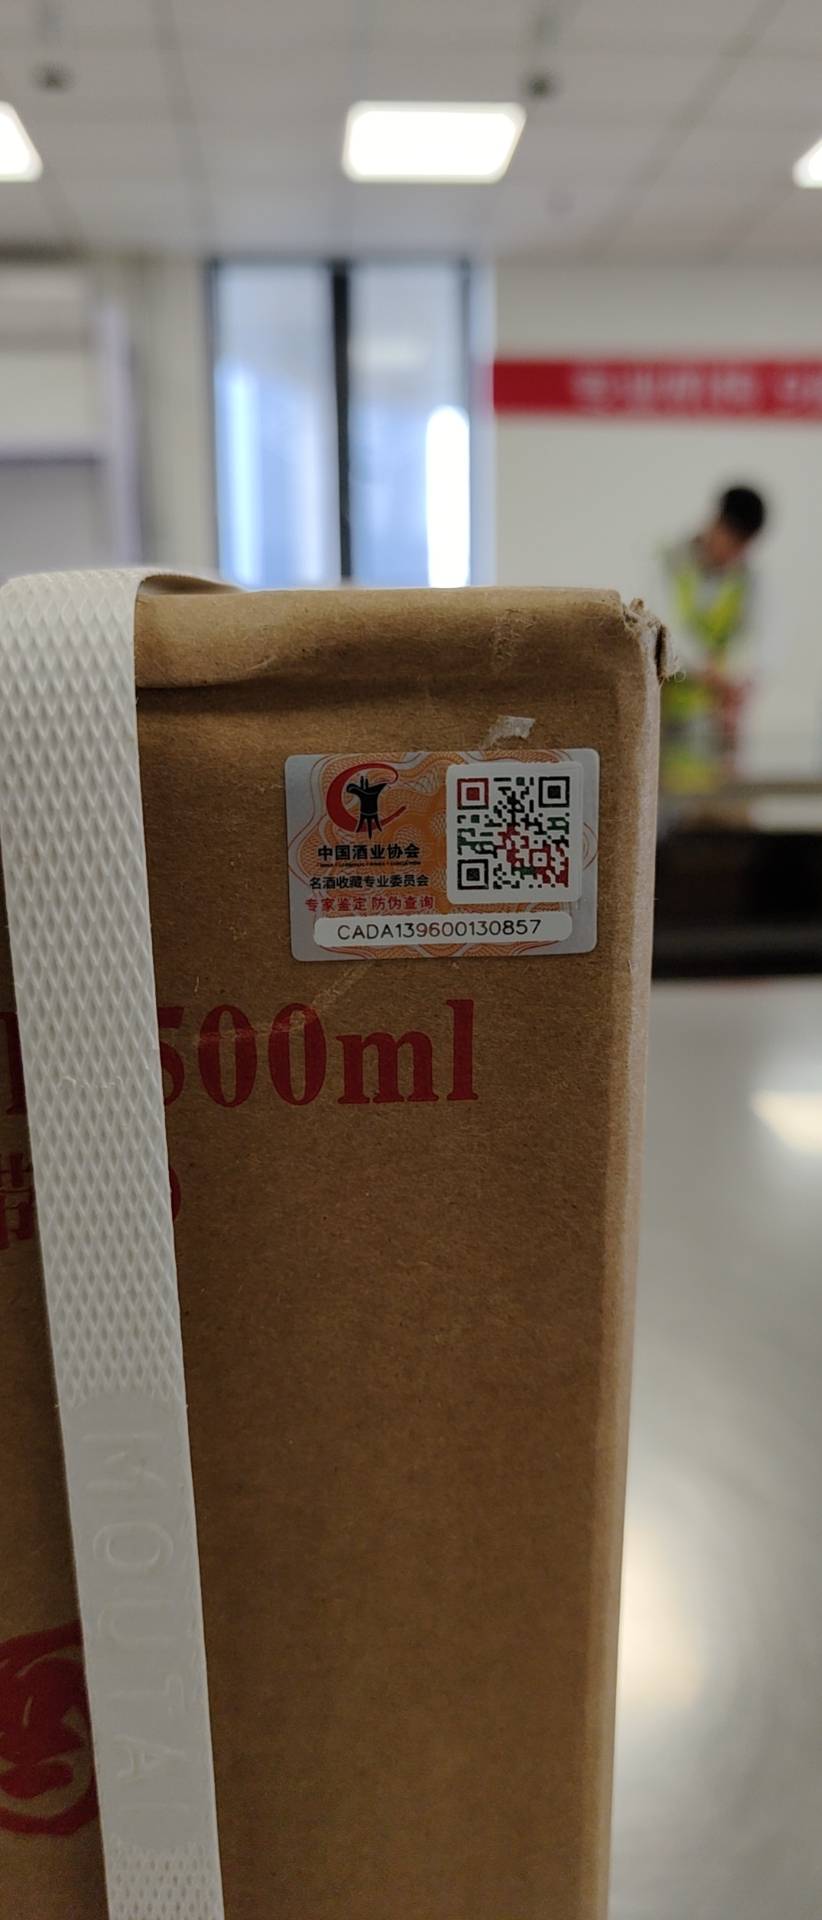 中国酒业协会
名酒收藏专业委员会
专家鉴定 防伪查询
CADA139600130857
500ml
MOUTAI